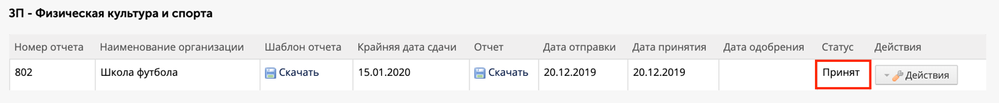 ЗП - Физическая культура и спорта
Номер отчета Наименование организации Шаблон отчета Крайняя дата сдачи Отчет Дата отправки Дата принятия Дата одобрения Статус Действия
802 Школа футбола Скачать 15.01.2020 Скачать 20.12.2019 20.12.2019 Принят Действия